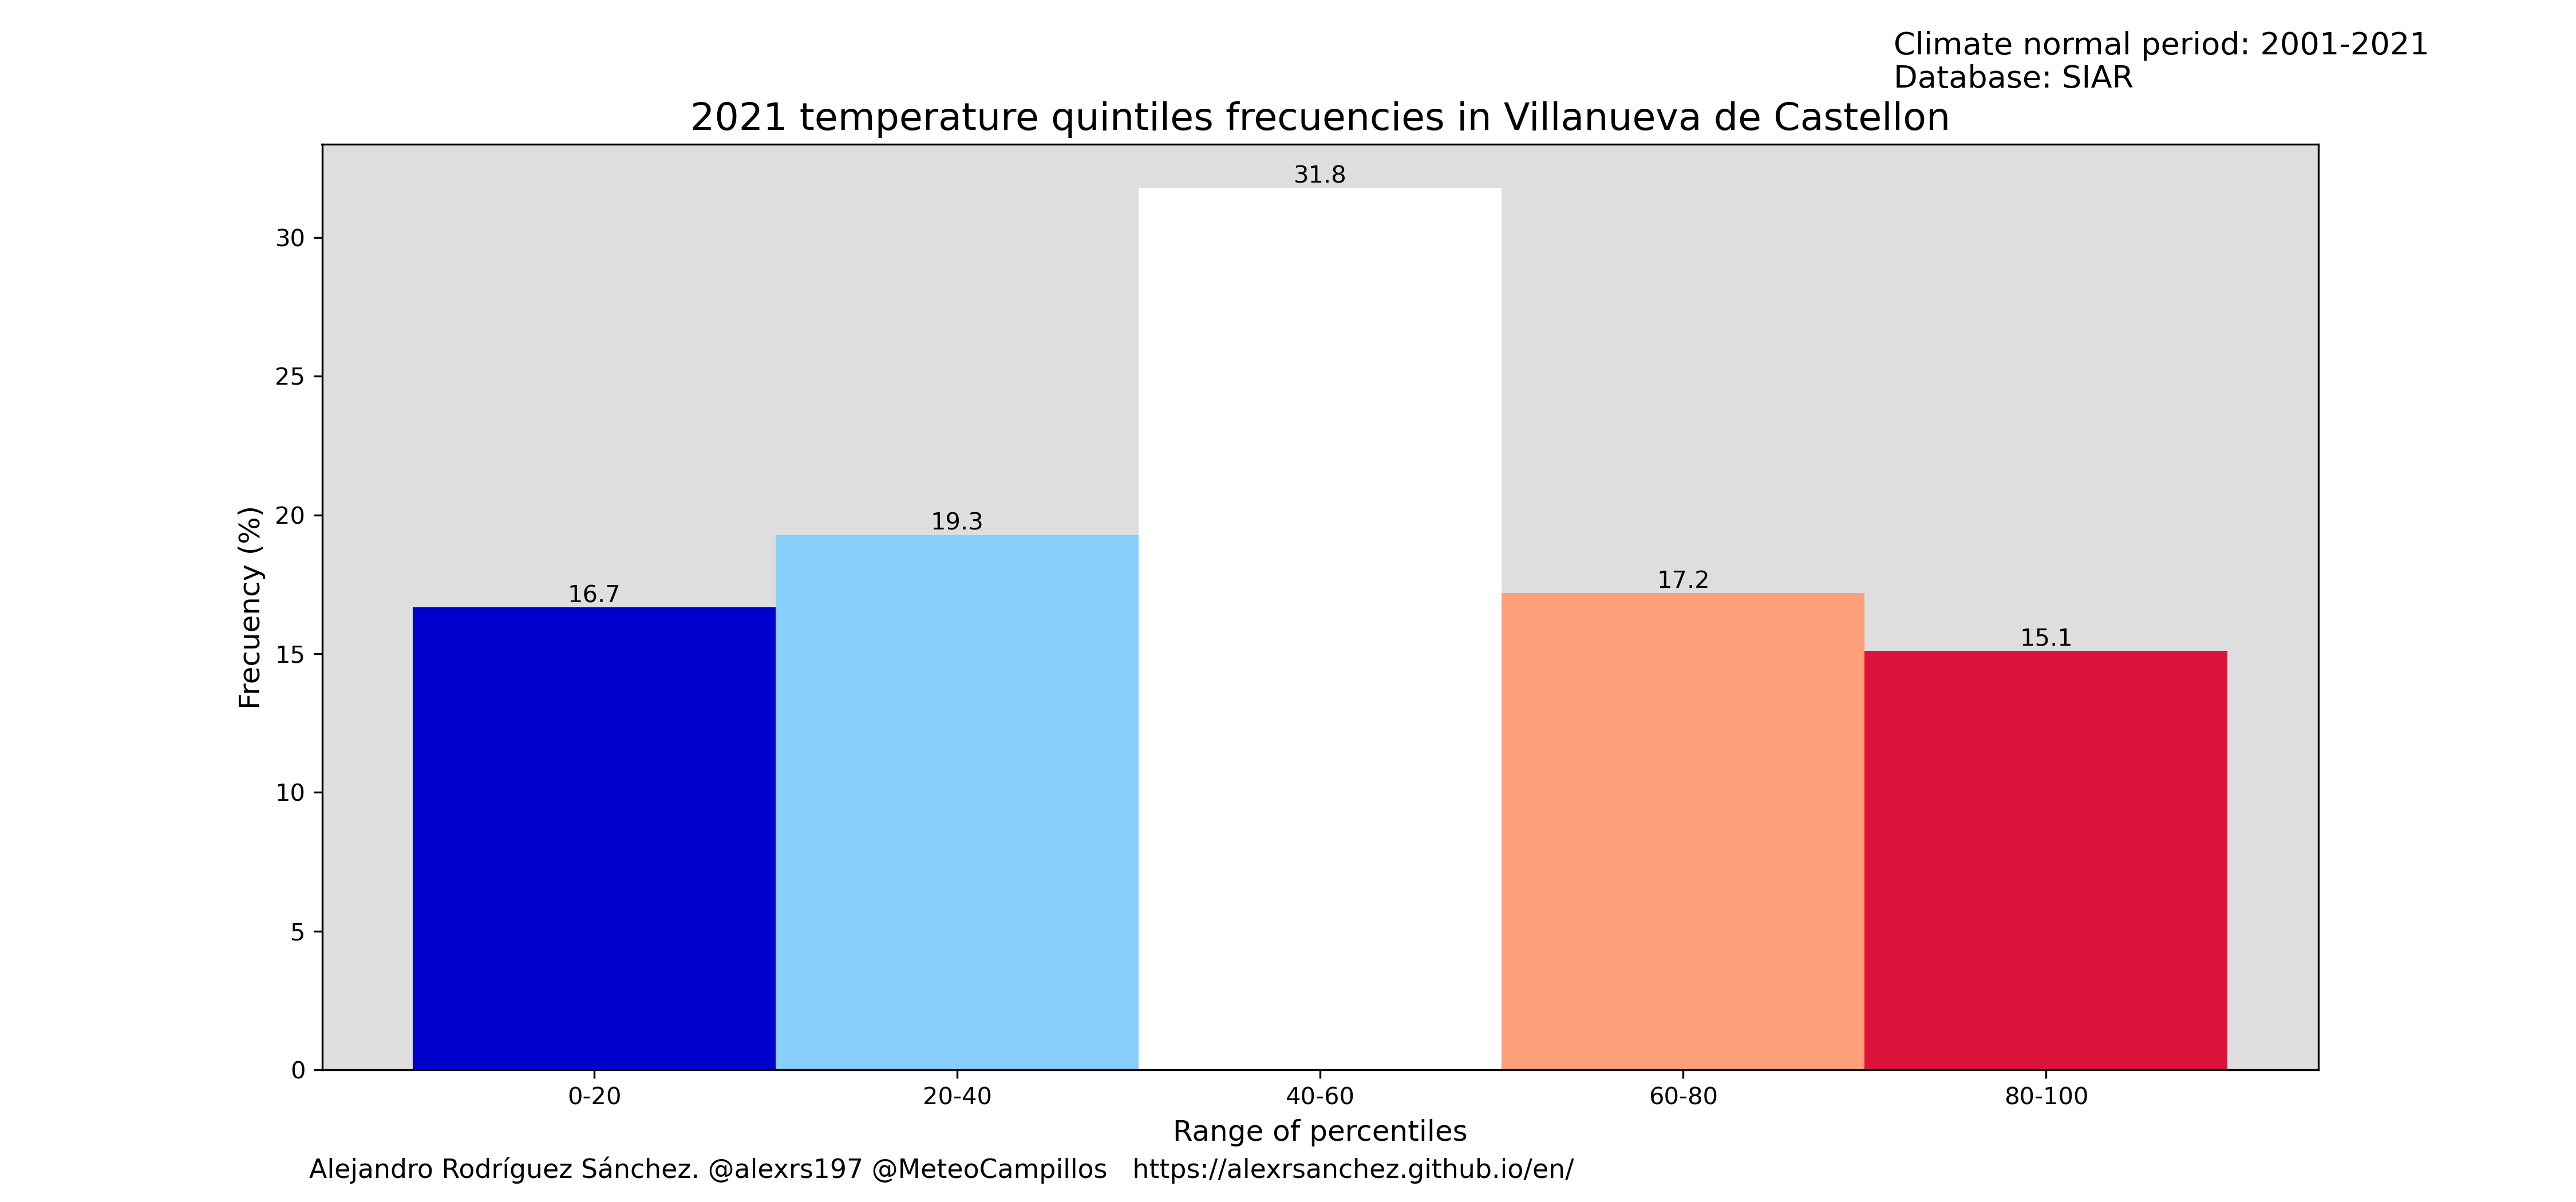 Climate normal period: 2001-2021
Database: SIAR
2021 temperature quintiles frecuencies in Villanueva de Castellon
31.8
30
25
19.3
20
17.2
16.7
15.1
15
10
5
0
Frecuency (%)
0-20 20-40 40-60 60-80 80-100
Range of percentiles
Alejandro Rodríguez Sánchez. @alexrs197 @MeteoCampillos https://alexrsanchez.github.io/en/